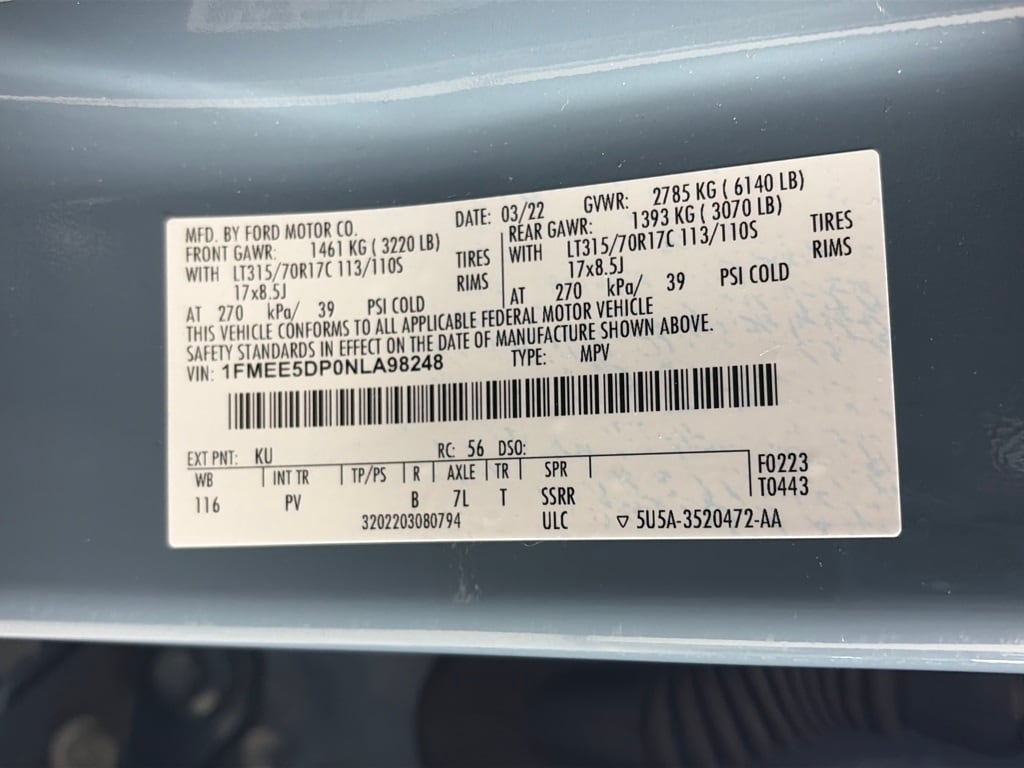 MFD. BY FORD MOTOR CO. DATE: 03/22 GVWR: 2785 KG ( 6140 LB)
FRONT GAWR: 1461 KG ( 3220 LB) REAR GAWR: 1393 KG ( 3070 LB)
WITH LT315/70R17C 113/110S TIRES WITH LT315/70R17C 113/110S TIRES
17x8.5J RIMS 17x8.5J RIMS
AT 270 kPa/ 39 PSI COLD AT 270 kPa/ 39 PSI COLD
THIS VEHICLE CONFORMS TO ALL APPLICABLE FEDERAL MOTOR VEHICLE
SAFETY STANDARDS IN EFFECT ON THE DATE OF MANUFACTURE SHOWN ABOVE.
VIN: 1FMEE5DP0NLA98248 TYPE: MPV
EXT PNT: KU RC: 56 DSO:
WB INT TR TP/PS R AXLE TR SPR F0223
116 PV B 7L T SSRR T0443
3202203080794 ULC ▽ 5U5A-3520472-AA